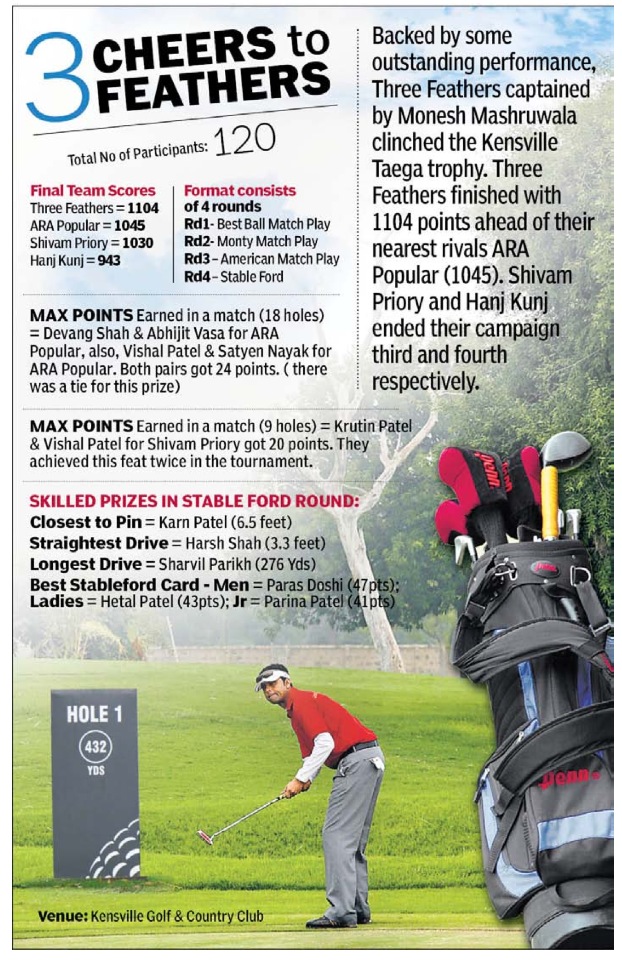 3 CHEERS to
FEATHERS
Total No of Participants: 120
Final Team Scores
Three Feathers = 1104
ARA Popular = 1045
Shivam Priory = 1030
Hanj Kunj = 943
Format consists
of 4 rounds
Rd1- Best Ball Match Play
Rd2- Monty Match Play
Rd3 – American Match Play
Rd4 – Stable Ford
MAX POINTS Earned in a match (18 holes)
= Devang Shah & Abhijit Vasa for ARA
Popular, also, Vishal Patel & Satyen Nayak for
ARA Popular. Both pairs got 24 points. ( there
was a tie for this prize)
MAX POINTS Earned in a match (9 holes) = Krutin Patel
& Vishal Patel for Shivam Priory got 20 points. They
achieved this feat twice in the tournament.
SKILLED PRIZES IN STABLE FORD ROUND:
Closest to Pin = Karn Patel (6.5 feet)
Straightest Drive = Harsh Shah (3.3 feet)
Longest Drive = Sharvil Parikh (276 Yds)
Best Stableford Card - Men = Paras Doshi (47pts);
Ladies = Hetal Patel (43pts); Jr = Parina Patel (41pts)
Backed by some
outstanding performance,
Three Feathers captained
by Monesh Mashruwala
clinched the Kensville
Taega trophy. Three
Feathers finished with
1104 points ahead of their
nearest rivals ARA
Popular (1045). Shivam
Priory and Hanj Kunj
ended their campaign
third and fourth
respectively.
HOLE 1
432
YDS
Penn
Penn
Venue: Kensville Golf & Country Club